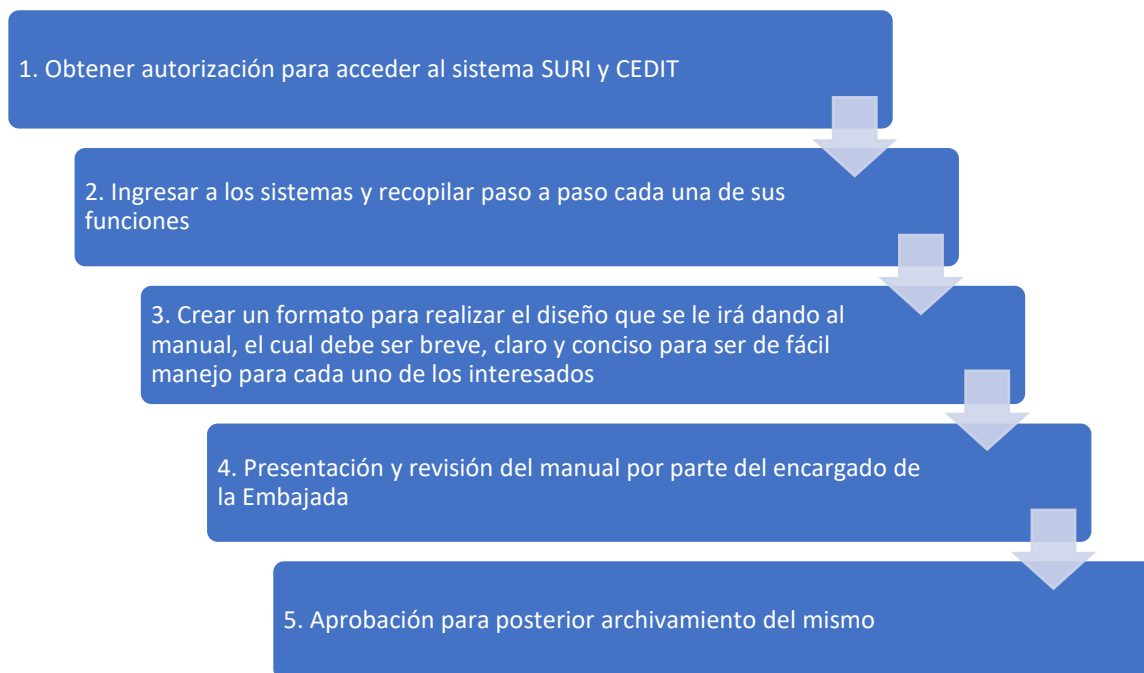 1. Obtener autorización para acceder al sistema SURI y CEDIT
2. Ingresar a los sistemas y recopilar paso a paso cada una de sus
funciones
3. Crear un formato para realizar el diseño que se le irá dando al
manual, el cual debe ser breve, claro y conciso para ser de fácil
manejo para cada uno de los interesados
4. Presentación y revisión del manual por parte del encargado de
la Embajada
5. Aprobación para posterior archivamiento del mismo